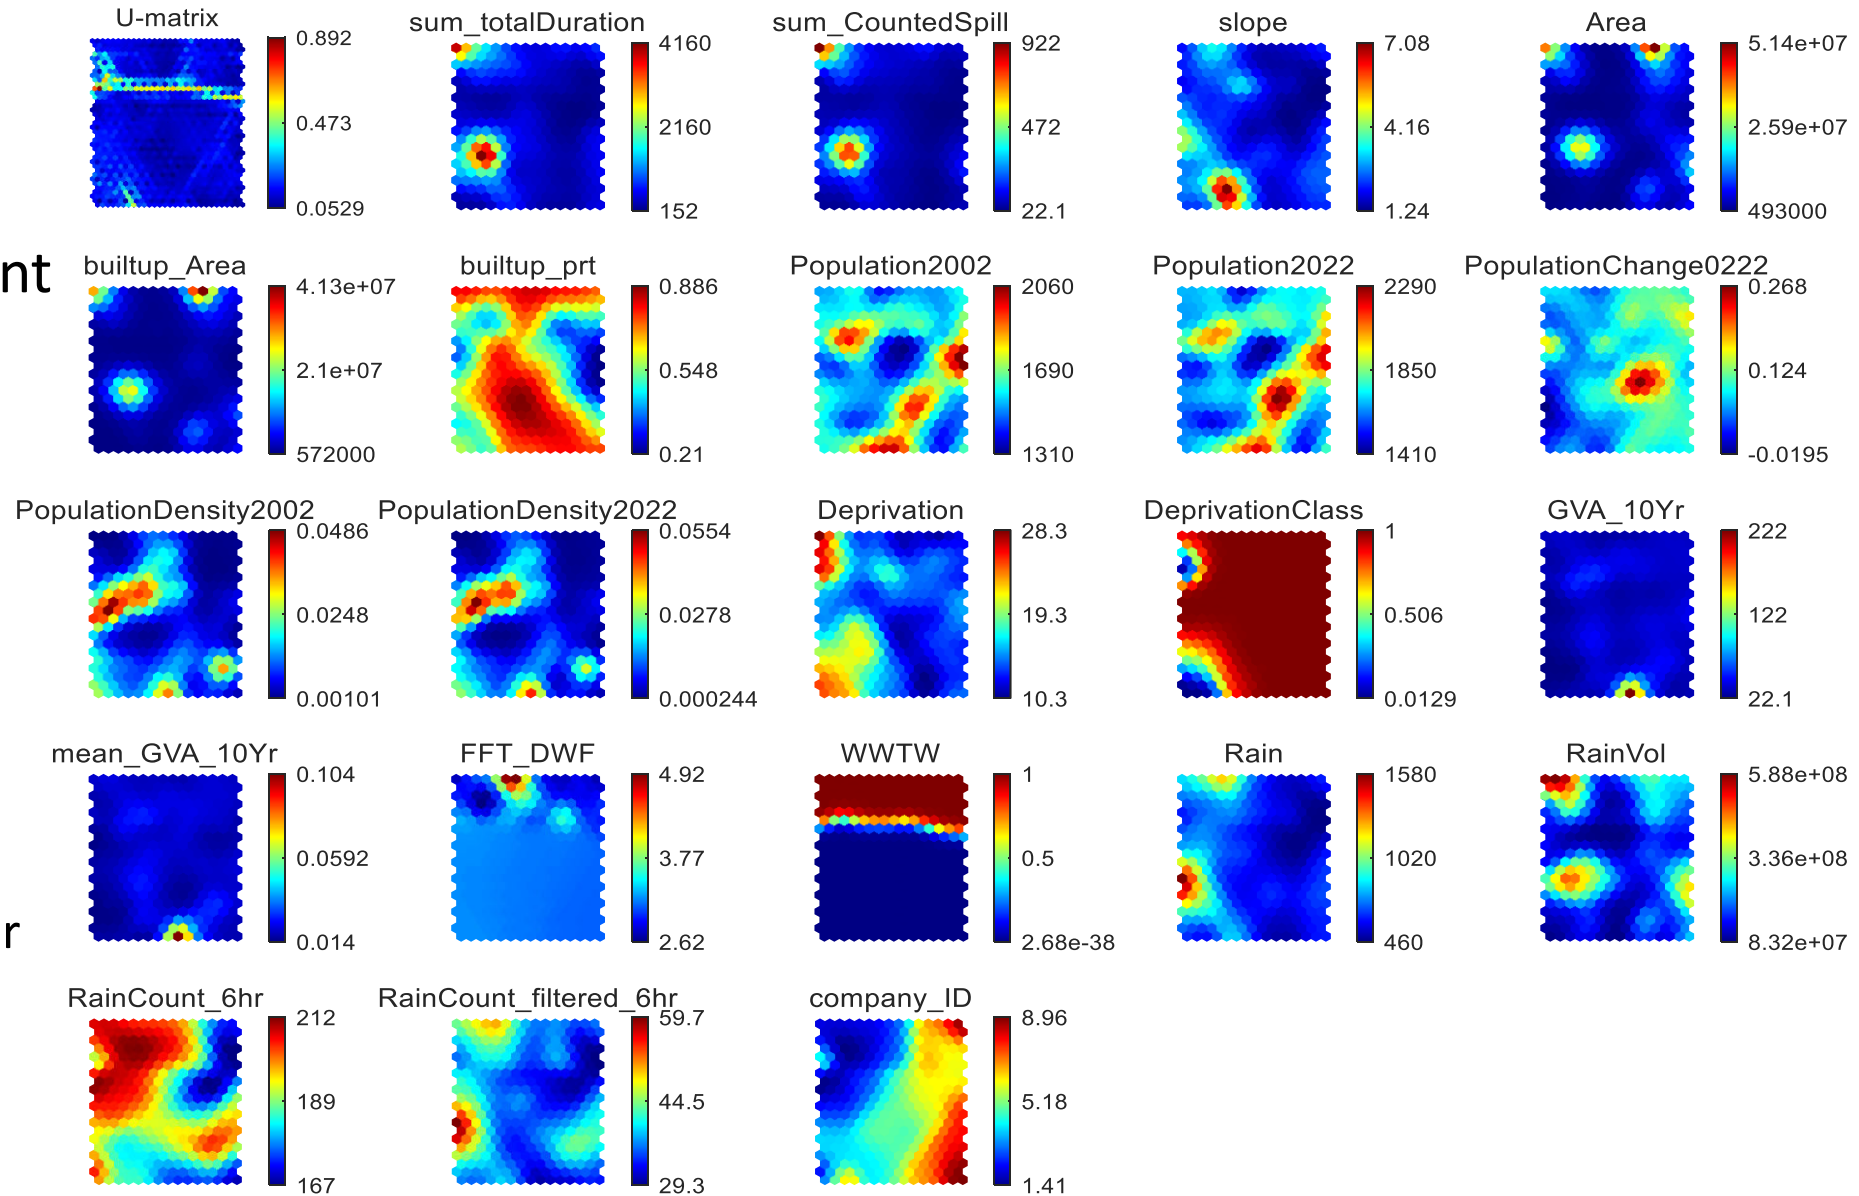 U-matrix
0.892
0.473
0.0529
sum_totalDuration
4160
2160
152
sum_CountedSpill
922
472
22.1
slope
7.08
4.16
1.24
Area
5.14e+07
2.59e+07
493000
nt
builtup_Area
4.13e+07
2.1e+07
572000
builtup_prt
0.886
0.548
0.21
Population2002
2060
1690
1310
Population2022
2290
1850
1410
PopulationChange0222
0.268
0.124
-0.0195
PopulationDensity2002
0.0486
0.0248
0.00101
PopulationDensity2022
0.0554
0.0278
0.000244
Deprivation
28.3
19.3
10.3
DeprivationClass
1
0.506
0.0129
GVA_10Yr
222
122
22.1
r
mean_GVA_10Yr
0.104
0.0592
0.014
FFT_DWF
4.92
3.77
2.62
WWTW
1
0.5
2.68e-38
Rain
1580
1020
460
RainVol
5.88e+08
3.36e+08
8.32e+07
RainCount_6hr
212
189
167
RainCount_filtered_6hr
59.7
44.5
29.3
company_ID
8.96
5.18
1.41